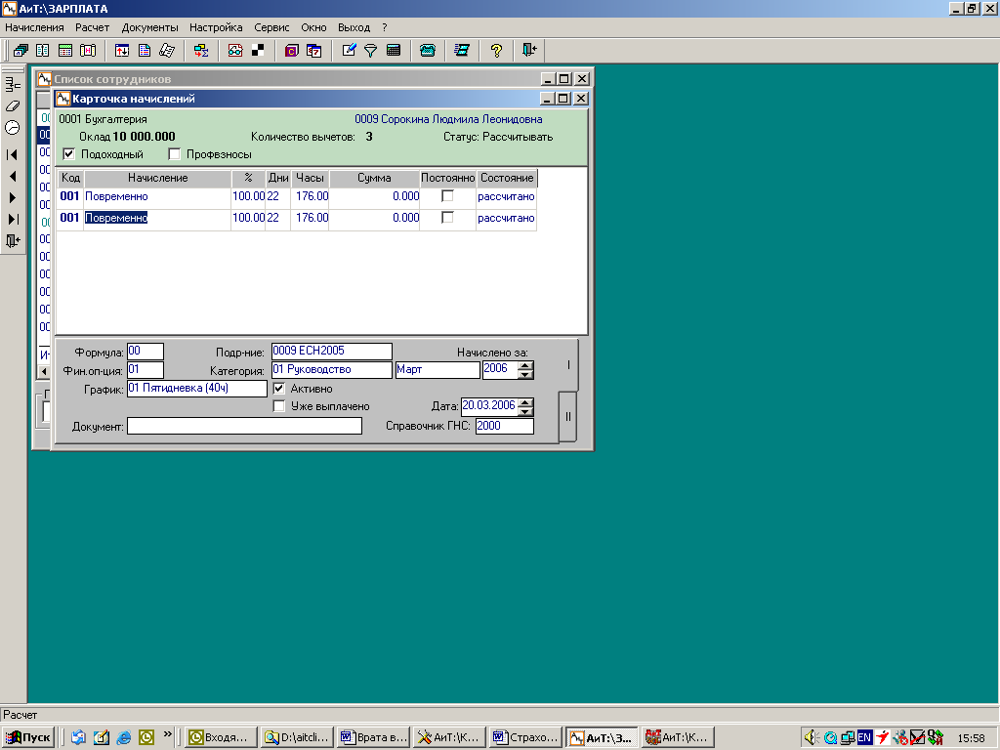 АиТ:\ЗАРПЛАТА
Начисления Расчет Документы Настройка Сервис Окно Выход ?
Список сотрудников
Карточка начислений
0001 Бухгалтерия 0009 Сорокина Людмила Леонидовна
Оклад 10 000.000 Количество вычетов: 3 Статус: Рассчитывать
Подоходный Профвзносы
Код Начисление % Дни Часы Сумма Постоянно Состояние
001 Повременно 100.00 22 176.00 0.000 рассчитано
001 Повременно 100.00 22 176.00 0.000 рассчитано
Формула: 00 Подр-ние: 0009 ЕСН2005 Начислено за:
Фин.оп-ция: 01 Категория: 01 Руководство Март 2006
График: 01 Пятидневка (40ч) Активно
Уже выплачено Дата: 20.03.2006
Документ: Справочник ГНС: 2000
I
II
Расчет
Пуск Входя... D:\aitcli... Врата в... АиТ:\К... Страхо... АиТ:\З... АиТ:\К... EN 15:58